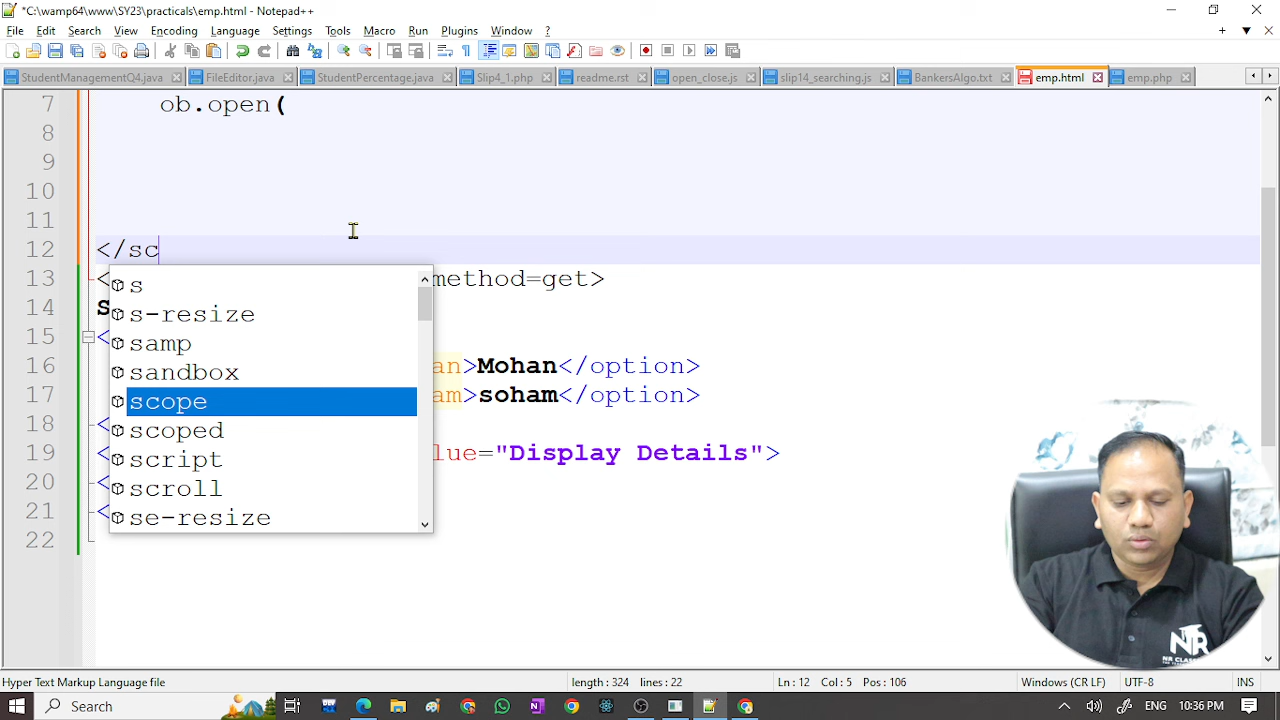 *C:\wamp64\www\SY23\practicals\emp.html - Notepad++
File Edit Search View Encoding Language Settings Tools Macro Run Plugins Window ?
StudentManagementQ4.java FileEditor.java StudentPercentage.java Slip4_1.php readme.rst open_close.js slip14_searching.js BankersAlgo.txt emp.html emp.php
7 ob.open(
8
9
10
11
12 </sc
13 < method=get>
14 S
15 <
16 an>Mohan</option>
17 am>soham</option>
18 <
19 < lue="Display Details">
20 <
21 <
22
s
s-resize
samp
sandbox
scope
scoped
script
scroll
se-resize
NR CLASSES
Hyper Text Markup Language file length : 324 lines : 22 Ln : 12 Col : 5 Pos : 106 Windows (CR LF) UTF-8 INS
Search 10:36 PM